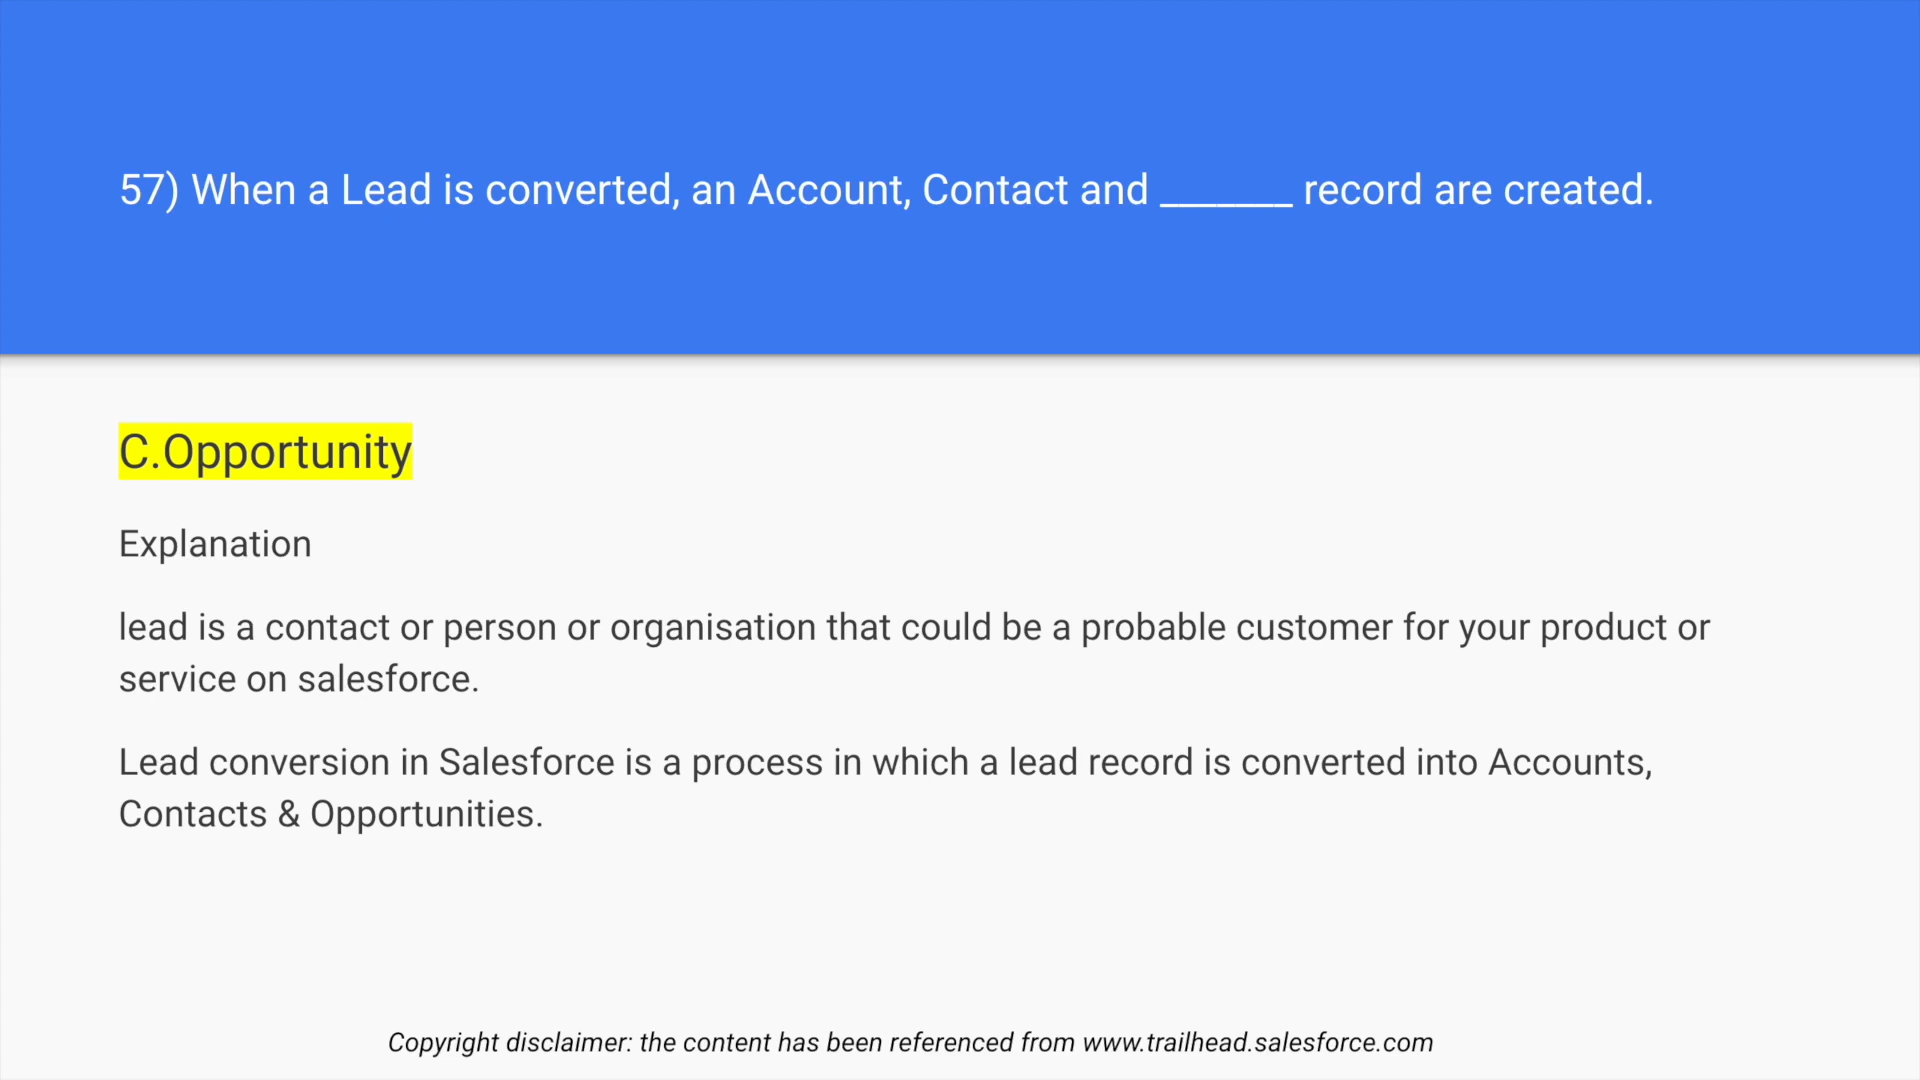 57) When a Lead is converted, an Account, Contact and _______ record are created.
C.Opportunity
Explanation
lead is a contact or person or organisation that could be a probable customer for your product or
service on salesforce.
Lead conversion in Salesforce is a process in which a lead record is converted into Accounts,
Contacts & Opportunities.
Copyright disclaimer: the content has been referenced from www.trailhead.salesforce.com